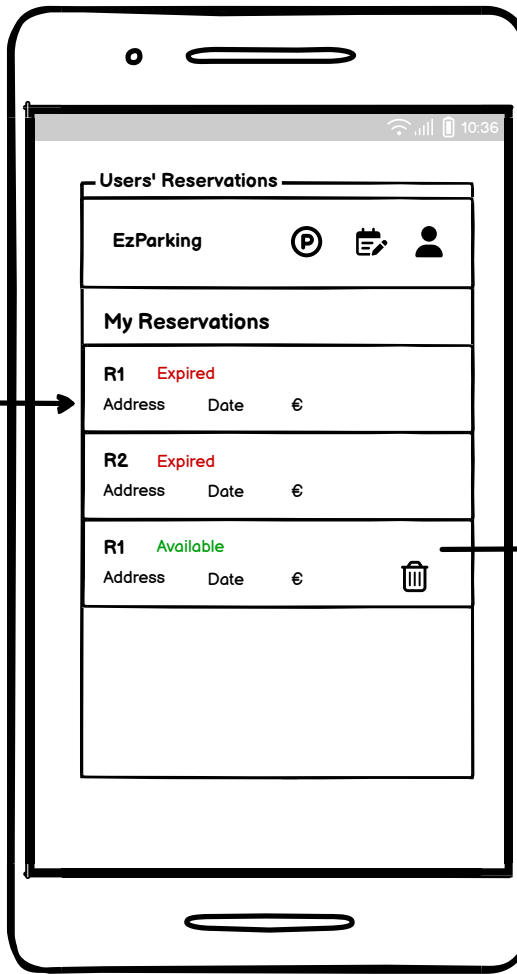 10:36
Users' Reservations
EzParking P
My Reservations
R1 Expired
Address Date €
R2 Expired
Address Date €
R1 Available
Address Date €